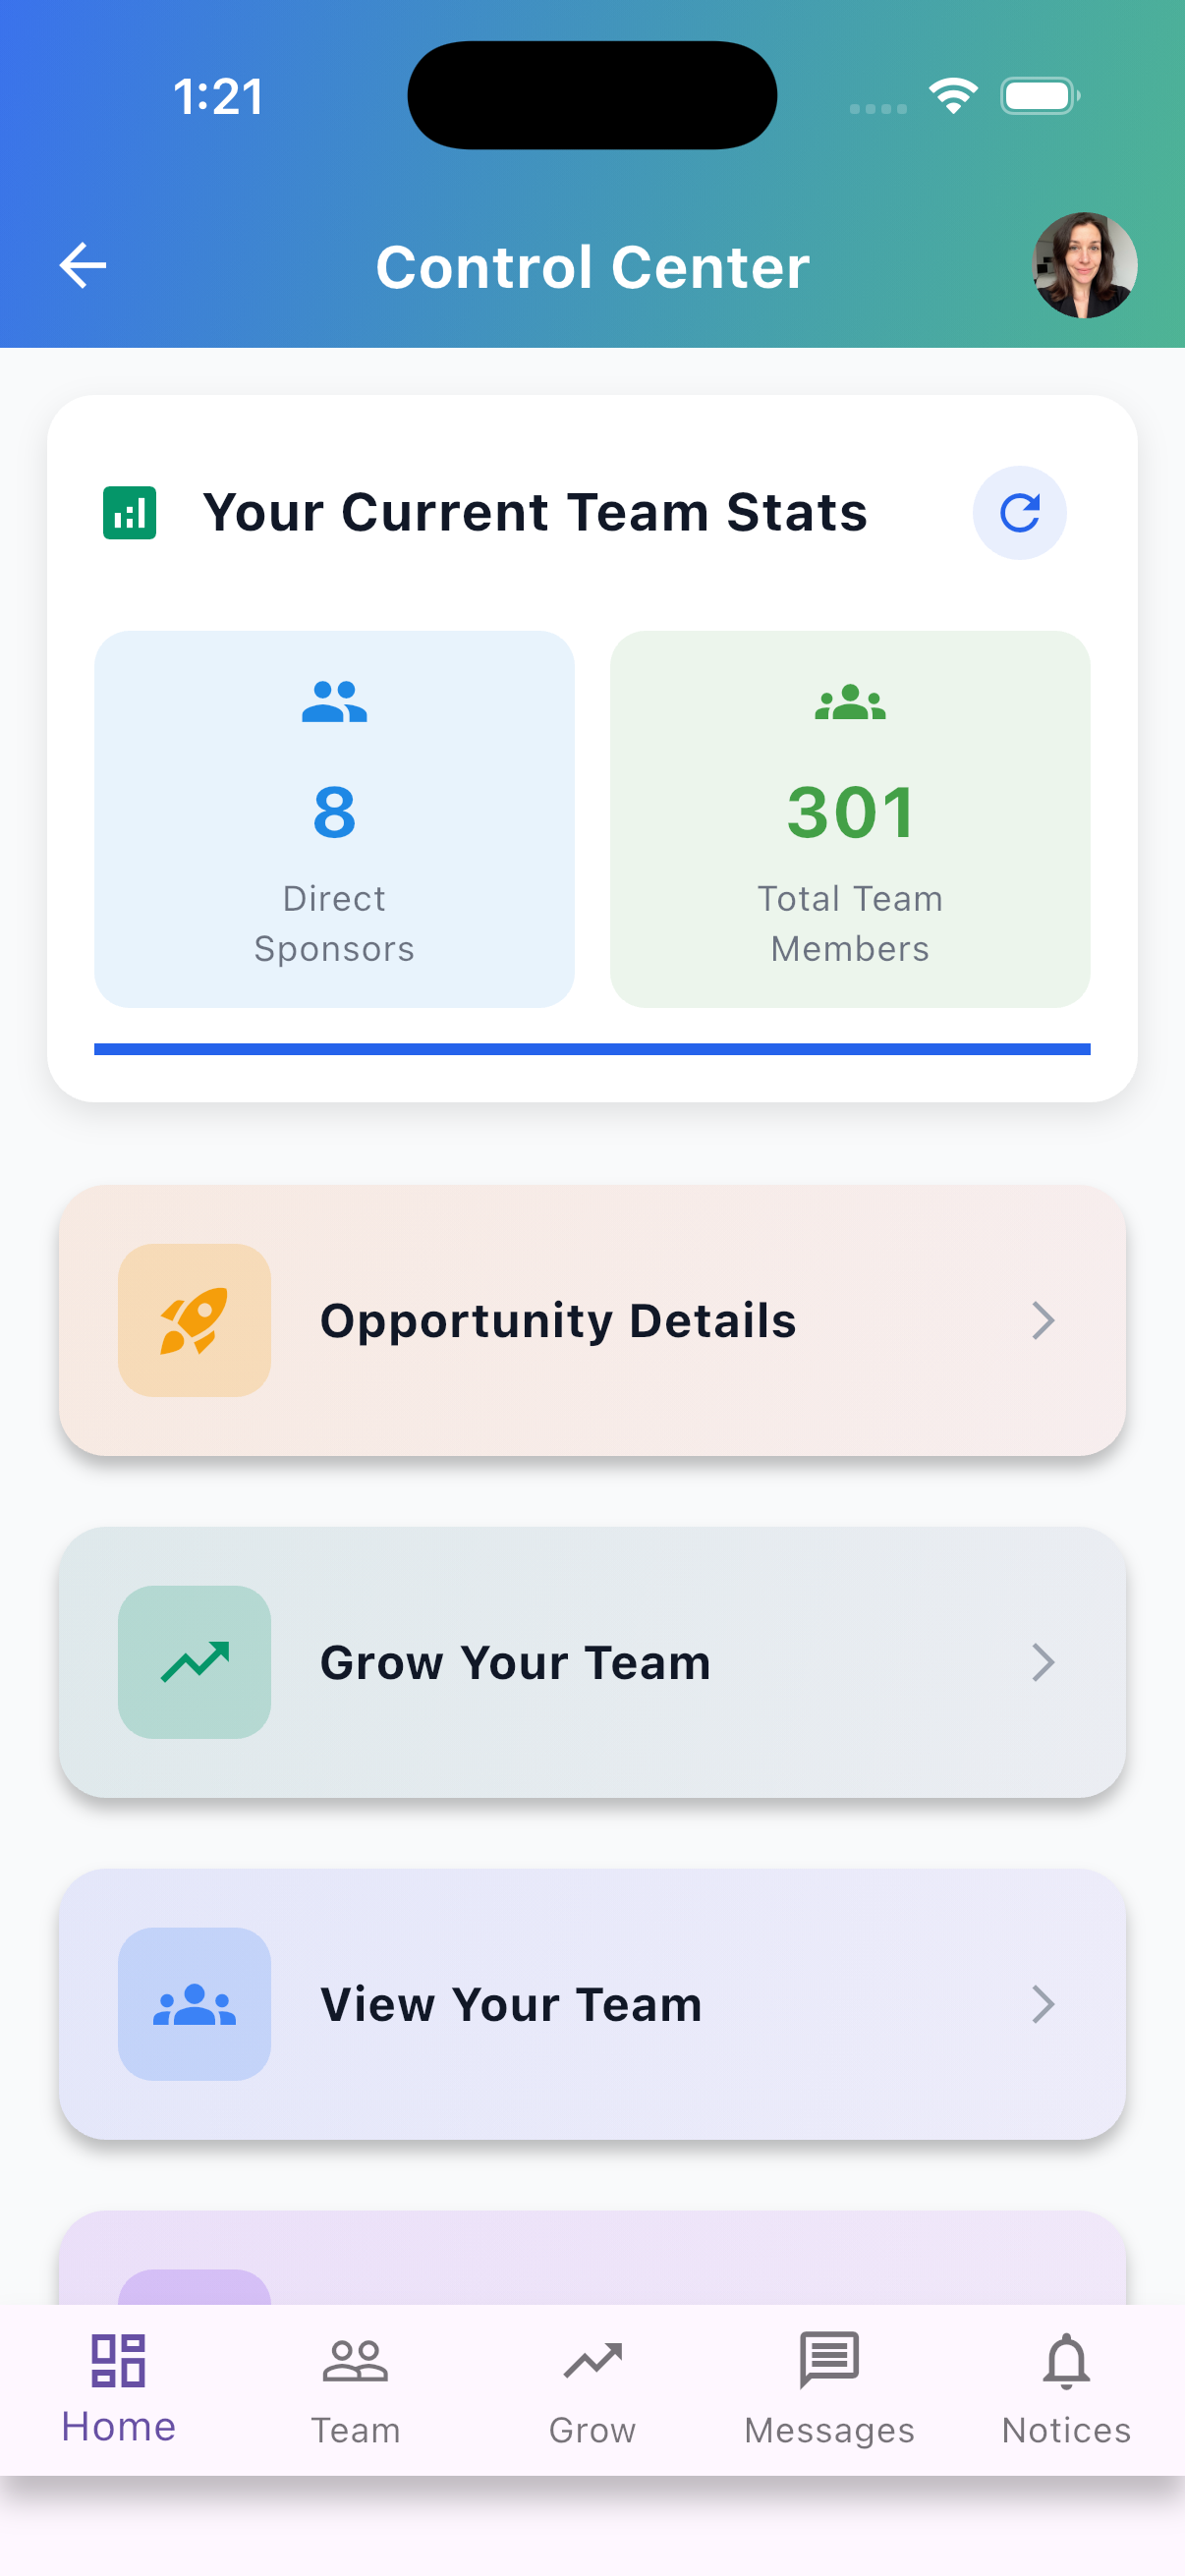 1:21
Control Center
Your Current Team Stats
8
Direct
Sponsors
301
Total Team
Members
Opportunity Details
Grow Your Team
View Your Team
Home
Team
Grow
Messages
Notices